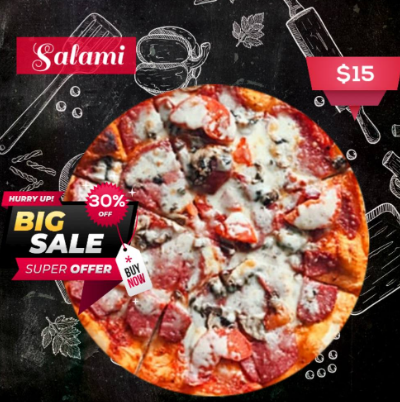 Salami
$15
HURRY UP!
30%
OFF
BIG
SALE
SUPER OFFER
*
BUY
NOW